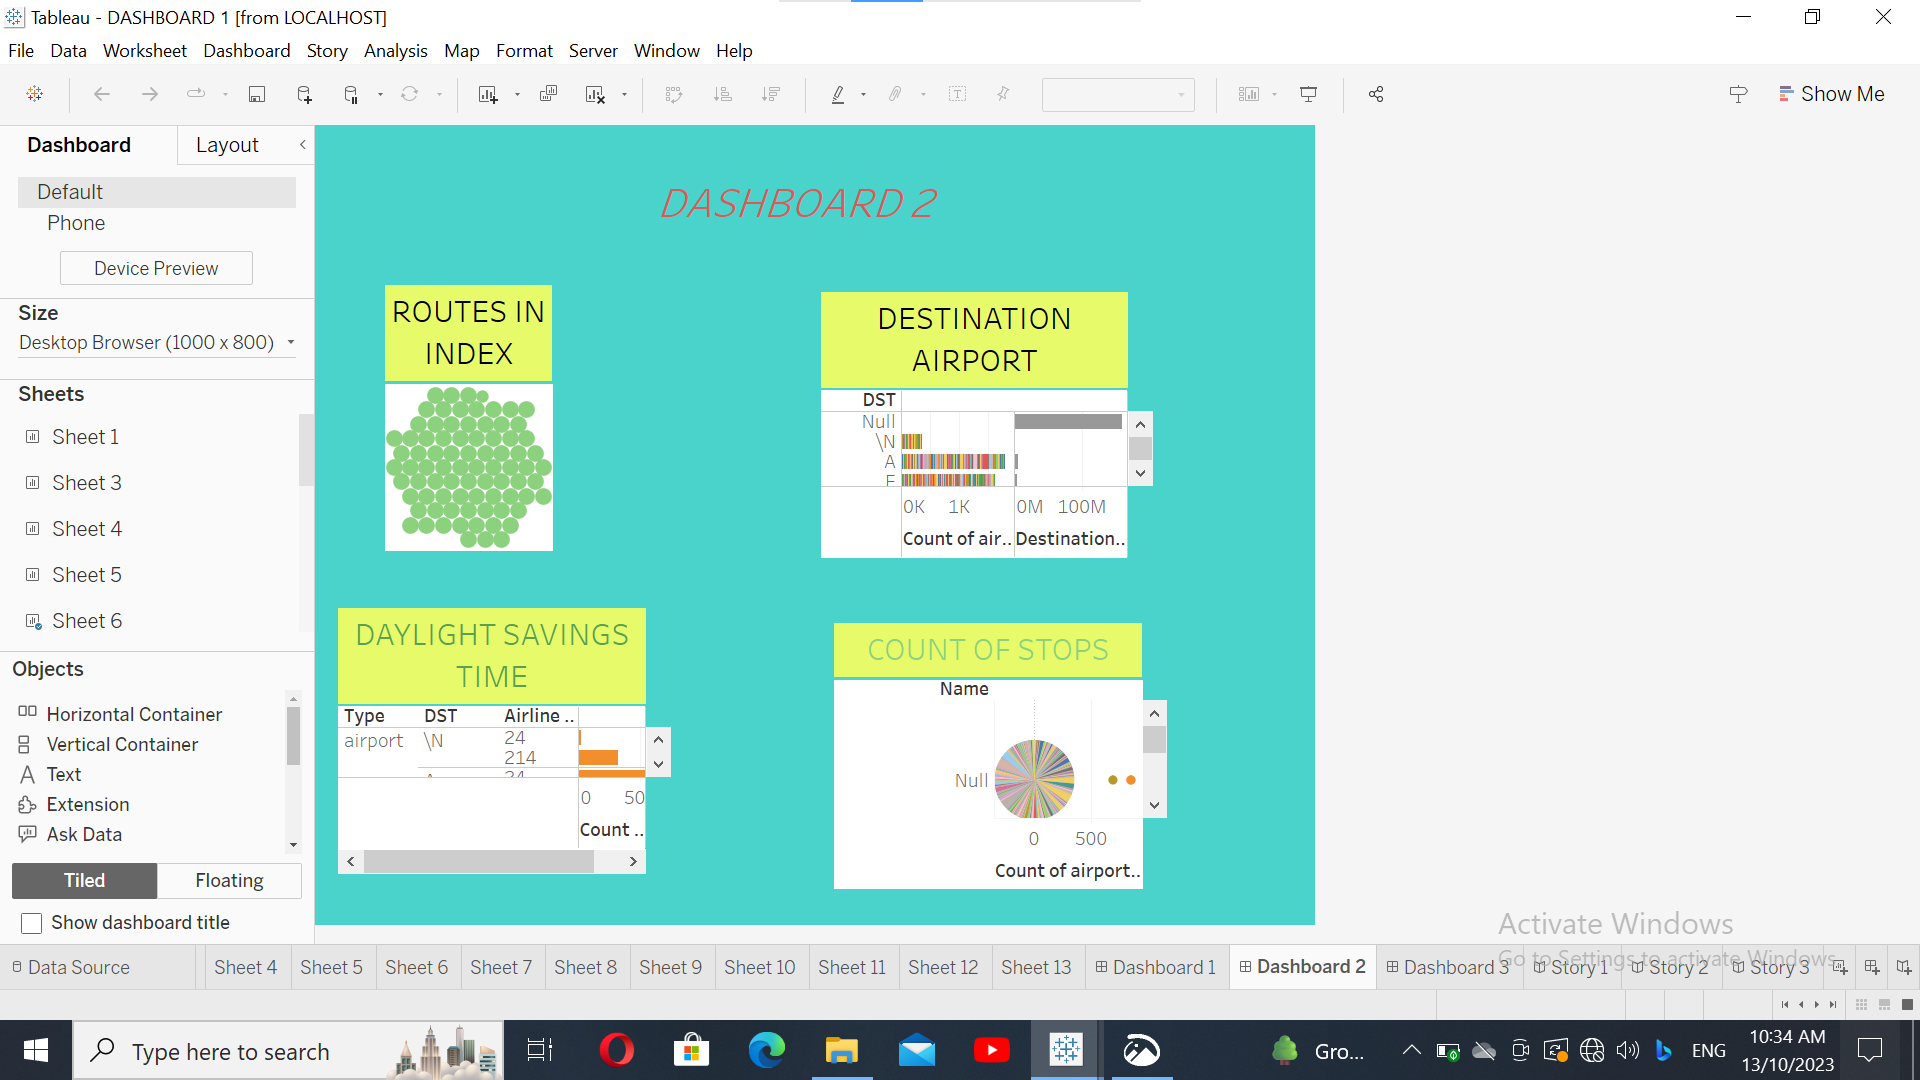 Tableau - DASHBOARD 1 [from LOCALHOST]
File Data Worksheet Dashboard Story Analysis Map Format Server Window Help
Show Me
Dashboard Layout
Default
Phone
Device Preview
Size
Desktop Browser (1000 x 800)
Sheets
Sheet 1
Sheet 3
Sheet 4
Sheet 5
Sheet 6
Objects
Horizontal Container
Vertical Container
Text
Extension
Ask Data
Tiled Floating
Show dashboard title
DASHBOARD 2
ROUTES IN
INDEX
DESTINATION
AIRPORT
DST
Null
\N
A
0K 1K 0M 100M
Count of air.. Destination..
DAYLIGHT SAVINGS
TIME
Type DST Airline ..
airport \N 24
214
24
0 50
Count ..
COUNT OF STOPS
Name
Null
0 500
Count of airport..
Activate Windows
Go to Settings to activate Windows.
Data Source Sheet 4 Sheet 5 Sheet 6 Sheet 7 Sheet 8 Sheet 9 Sheet 10 Sheet 11 Sheet 12 Sheet 13 Dashboard 1 Dashboard 2 Dashboard 3 Story 1 Story 2 Story 3
Type here to search
Gro...
ENG
10:34 AM
13/10/2023